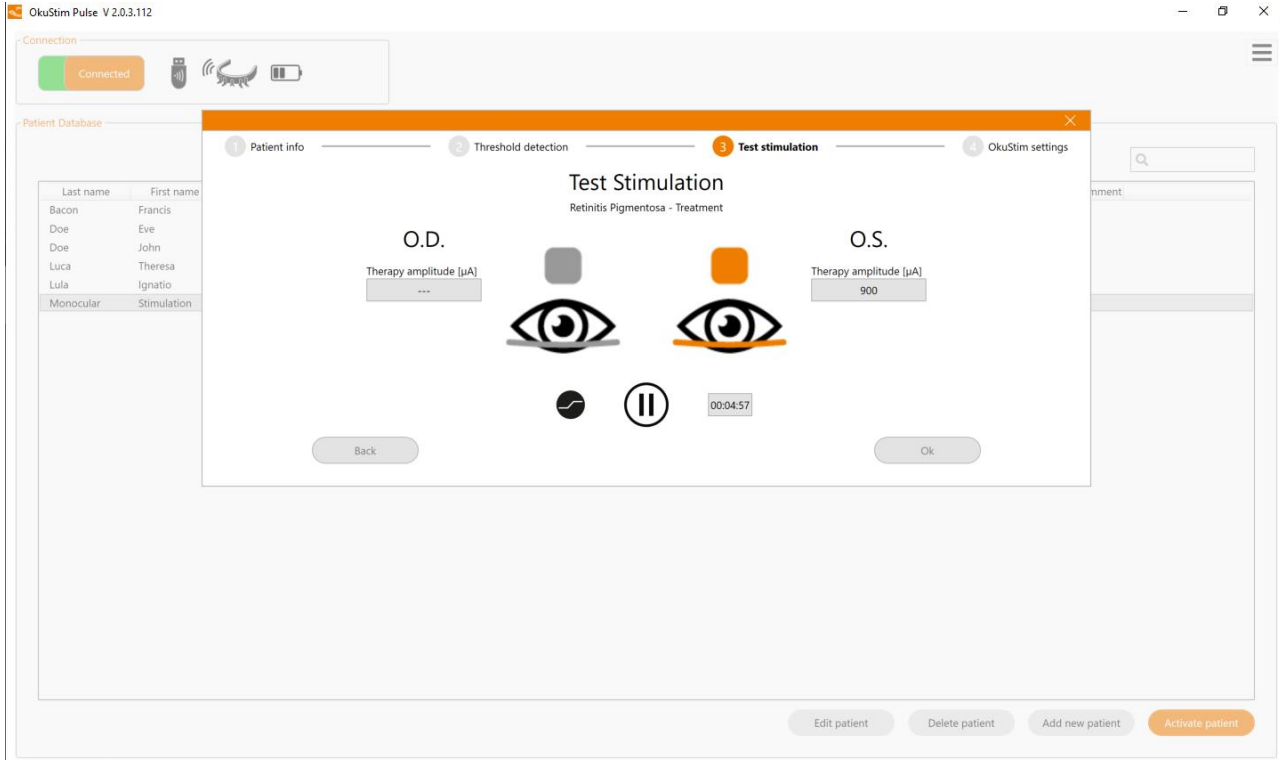 OkuStim Pulse V 2.0.3.112
Connection
Connected
Patient Database
1 Patient info 2 Threshold detection 3 Test stimulation 4 OkuStim settings
Test Stimulation
Retinitis Pigmentosa - Treatment
O.D. O.S.
Therapy amplitude [µA] Therapy amplitude [µA]
--- 900
00:04:57
Back Ok
Last name First name mment
Bacon Francis
Doe Eve
Doe John
Luca Theresa
Lula Ignatio
Monocular Stimulation
Edit patient Delete patient Add new patient Activate patient